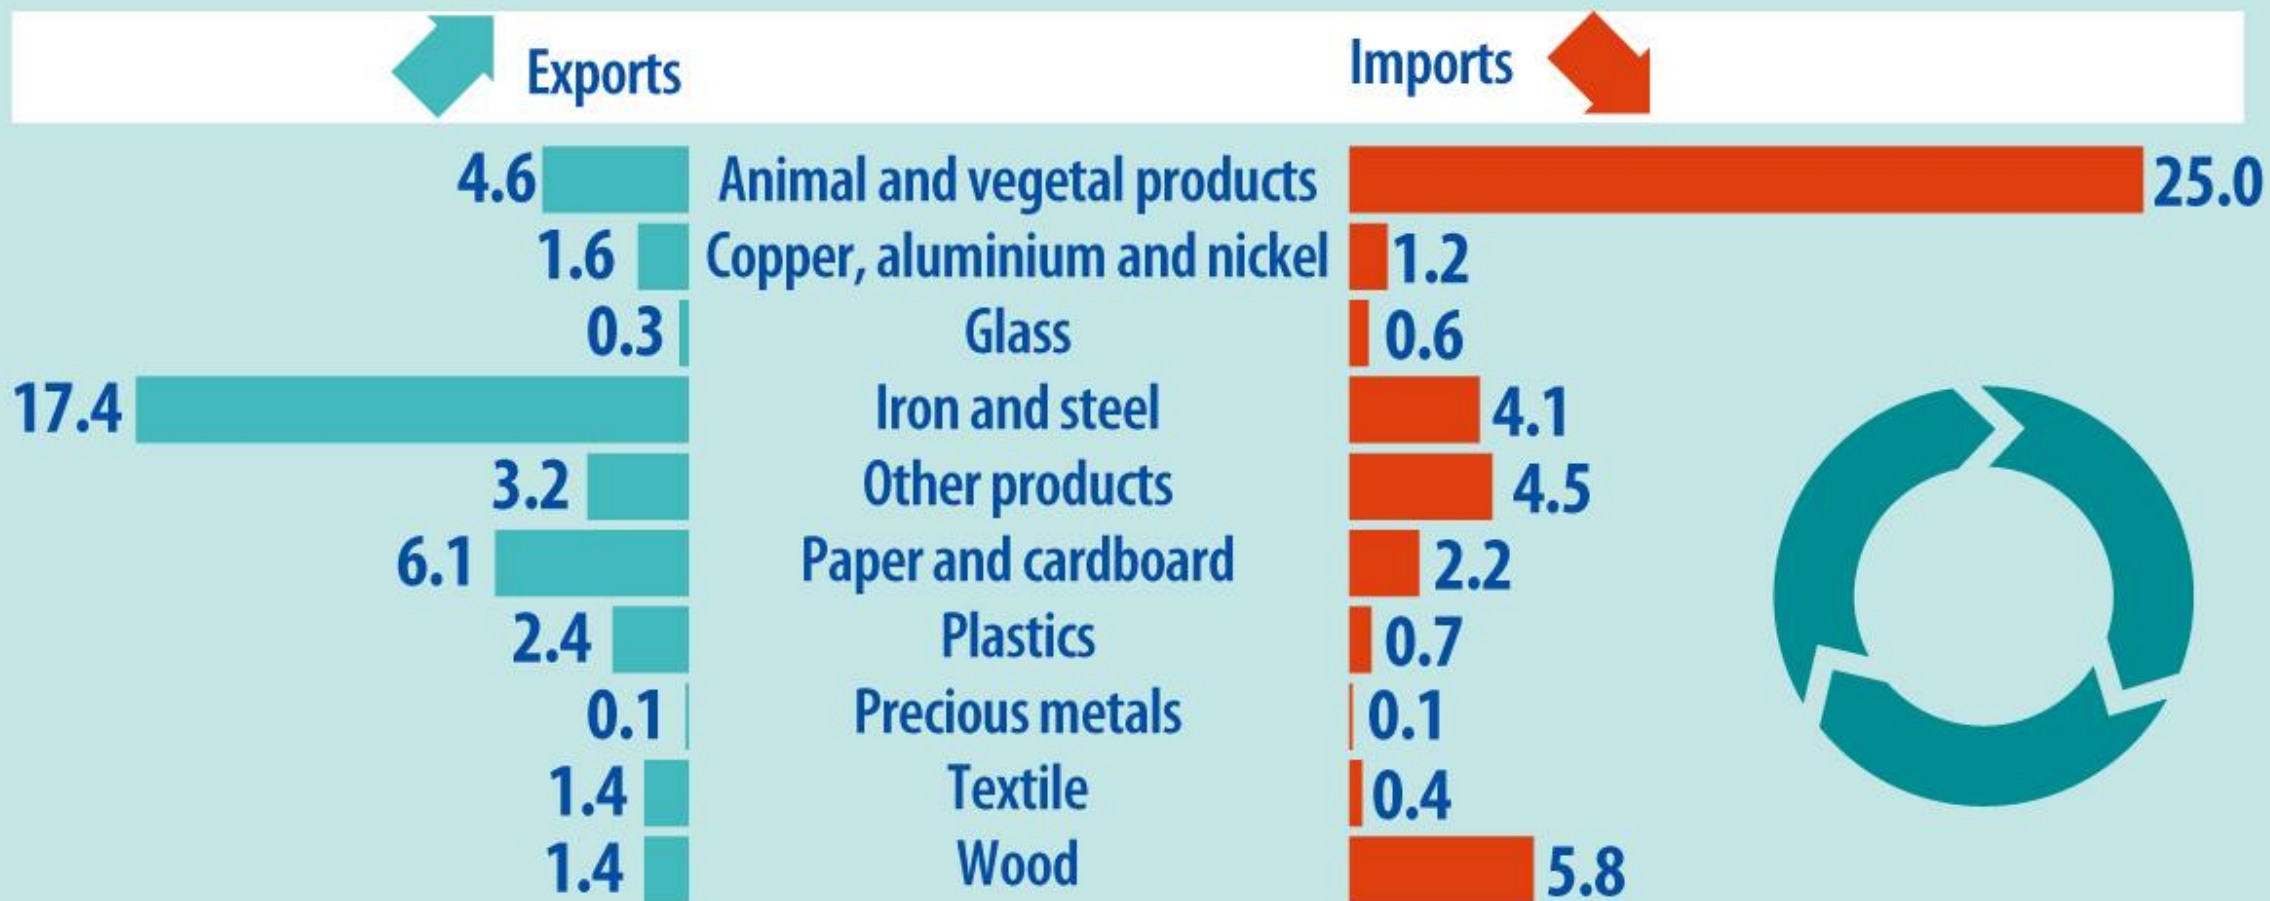 Exports Imports
4.6 Animal and vegetal products 25.0
1.6 Copper, aluminium and nickel 1.2
0.3 Glass 0.6
17.4 Iron and steel 4.1
3.2 Other products 4.5
6.1 Paper and cardboard 2.2
2.4 Plastics 0.7
0.1 Precious metals 0.1
1.4 Textile 0.4
1.4 Wood 5.8